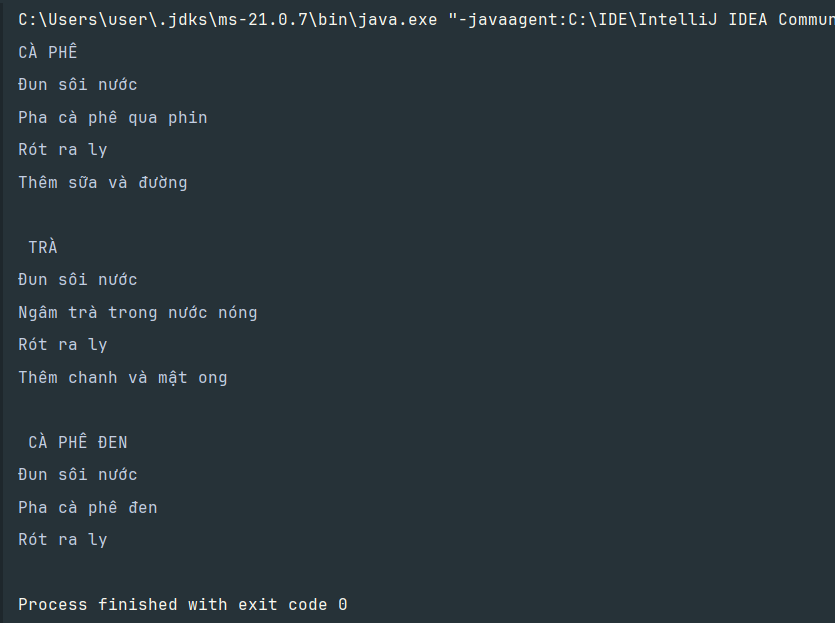 C:\Users\user\.jdks\ms-21.0.7\bin\java.exe "-javaagent:C:\IDE\IntelliJ IDEA Commun
CÀ PHÊ
Đun sôi nước
Pha cà phê qua phin
Rót ra ly
Thêm sữa và đường
TRÀ
Đun sôi nước
Ngâm trà trong nước nóng
Rót ra ly
Thêm chanh và mật ong
CÀ PHÊ ĐEN
Đun sôi nước
Pha cà phê đen
Rót ra ly
Process finished with exit code 0